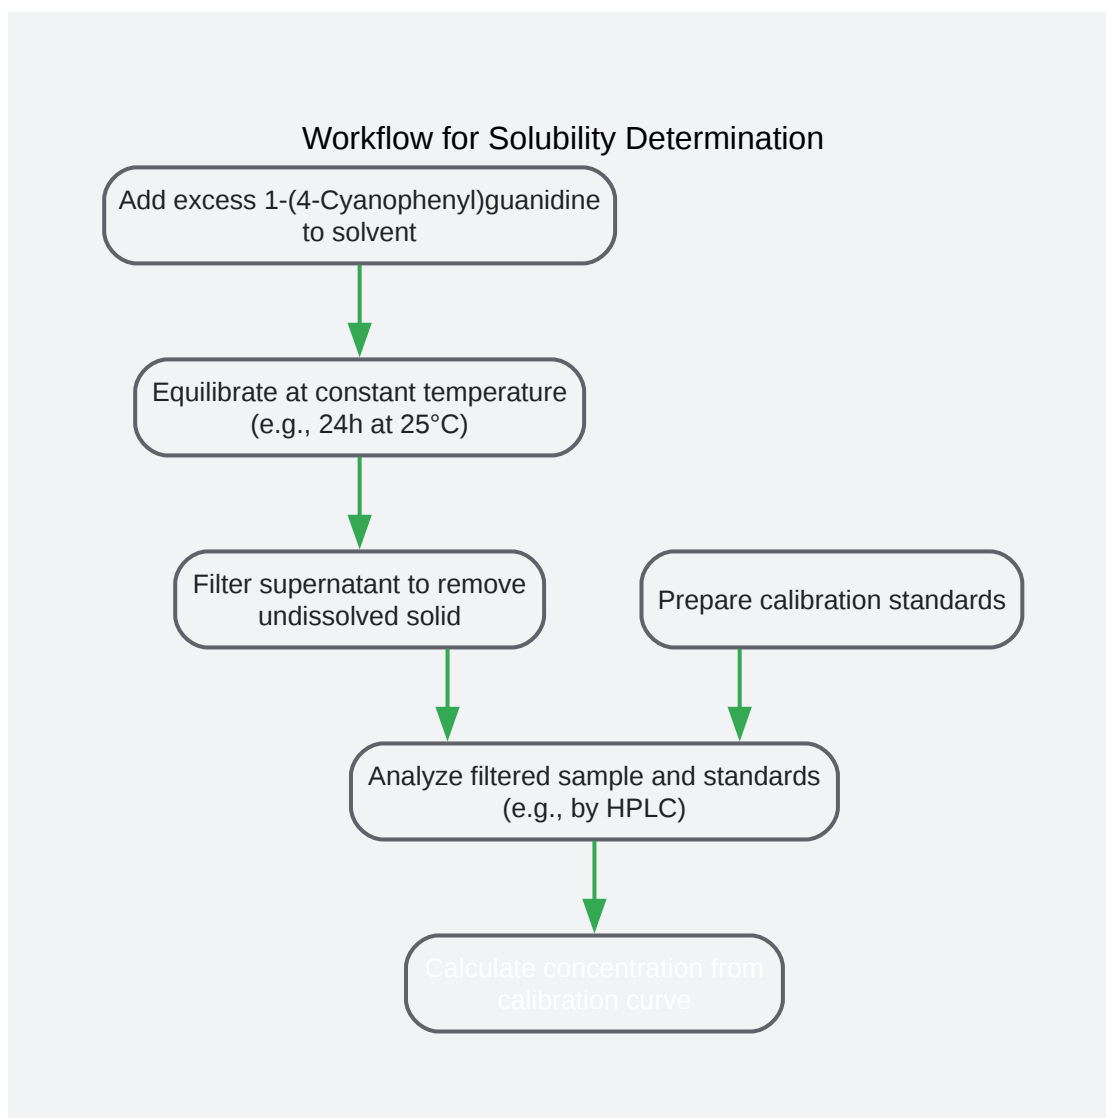 Workflow for Solubility Determination
Add excess 1-(4-Cyanophenyl)guanidine
to solvent
Equilibrate at constant temperature
(e.g., 24h at 25°C)
Filter supernatant to remove
undissolved solid
Prepare calibration standards
Analyze filtered sample and standards
(e.g., by HPLC)
Calculate concentration from
calibration curve